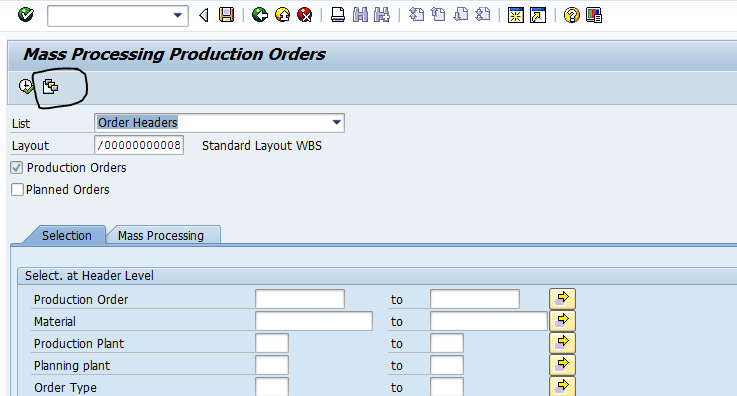 Mass Processing Production Orders
List Order Headers
Layout /00000000008 Standard Layout WBS
Production Orders
Planned Orders
Selection Mass Processing
Select. at Header Level
Production Order to
Material to
Production Plant to
Planning plant to
Order Type to